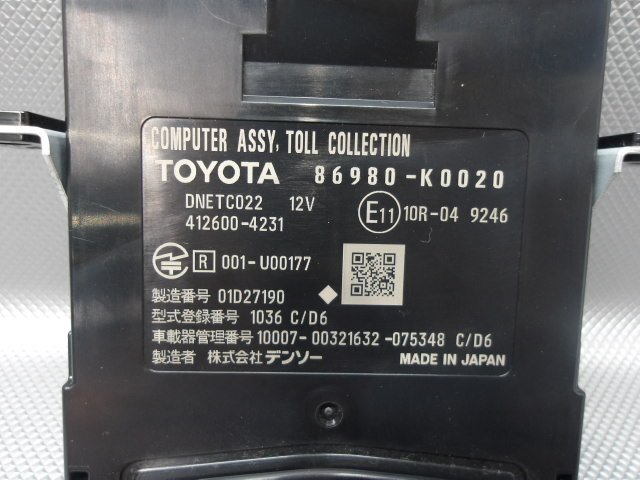 COMPUTER ASSY, TOLL COLLECTION
TOYOTA 86980-K0020
DNETC022 12V
412600-4231
E11 10R-04 9246
R 001-U00177
製造番号 01D27190
型式登録番号 1036 C/D6
車載器管理番号 10007-00321632-075348 C/D6
製造者 株式会社デンソー MADE IN JAPAN